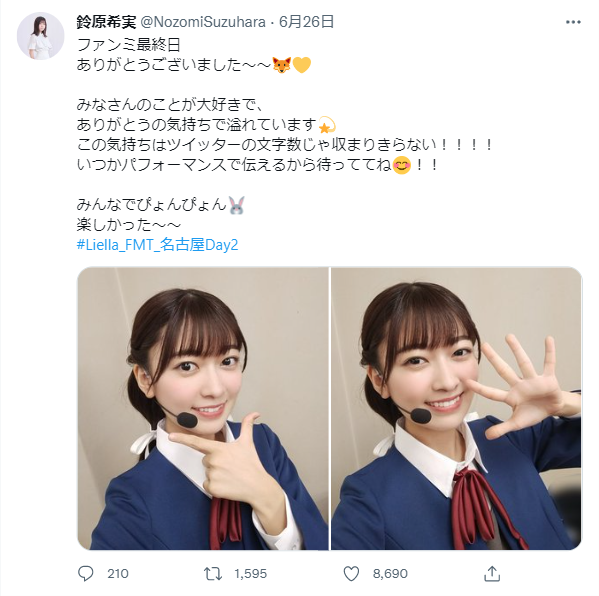 鈴原希実 @NozomiSuzuhara · 6月26日
ファンミ最終日
ありがとうございました〜〜🦊💛
みなさんのことが大好きで、
ありがとうの気持ちで溢れています💫
この気持ちはツイッターの文字数じゃ収まりきらない！！！！
いつかパフォーマンスで伝えるから待っててね😊！！
みんなでぴょんぴょん🐰
楽しかった〜〜
#Liella_FMT_名古屋Day2
210 1,595 8,690